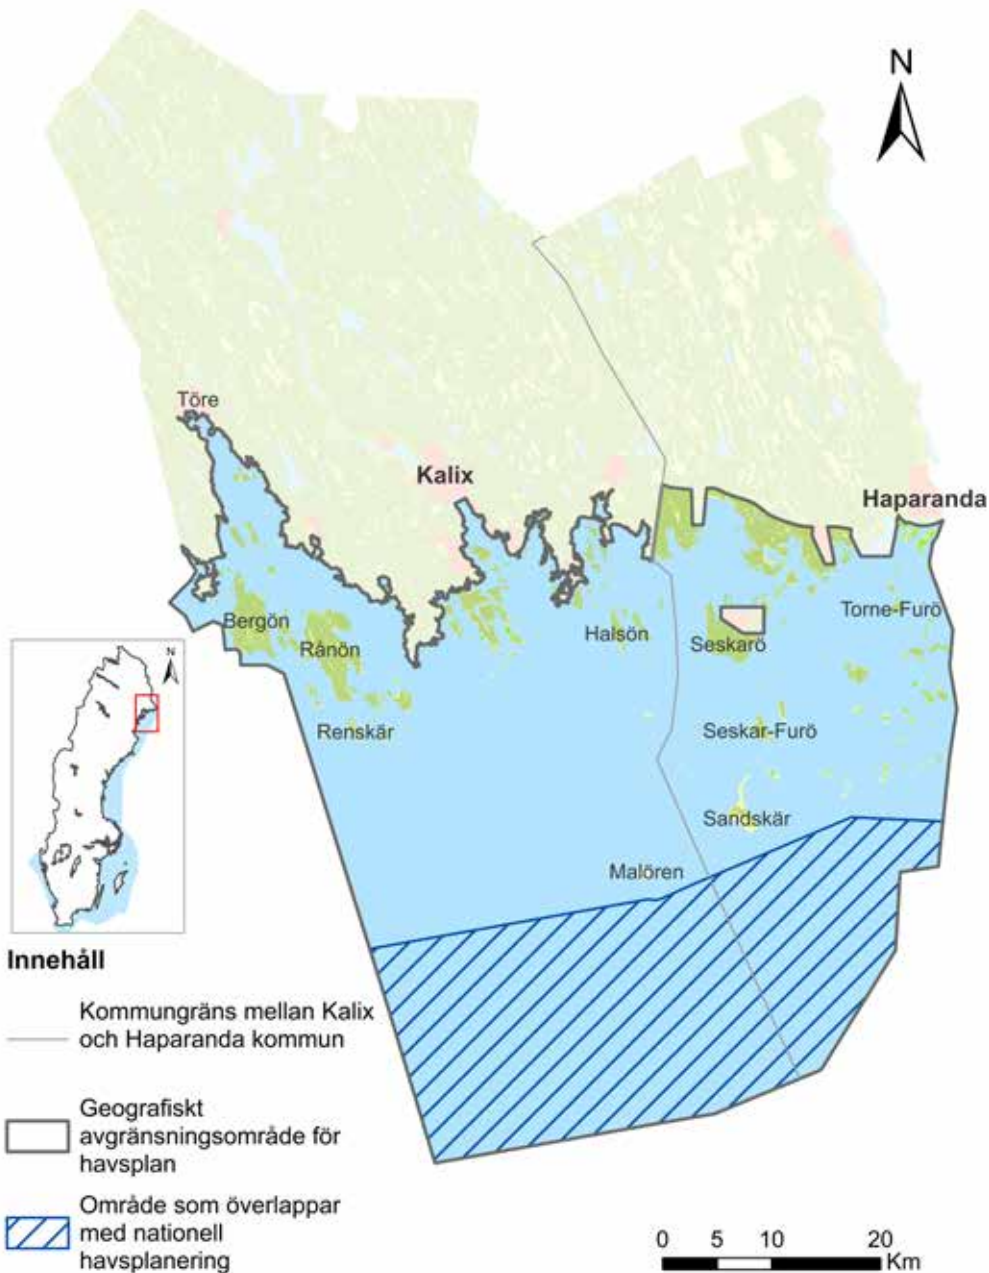 N
Töre
Kalix
Haparanda
Bergön
Rånön
Halsön
Seskarö
Torne-Furö
Renskär
Seskar-Furö
Sandskär
Malören
N
Innehåll
Kommungräns mellan Kalix
och Haparanda kommun
Geografiskt
avgränsningsområde för
havsplan
Område som överlappar
med nationell
havsplanering
0 5 10 20
Km